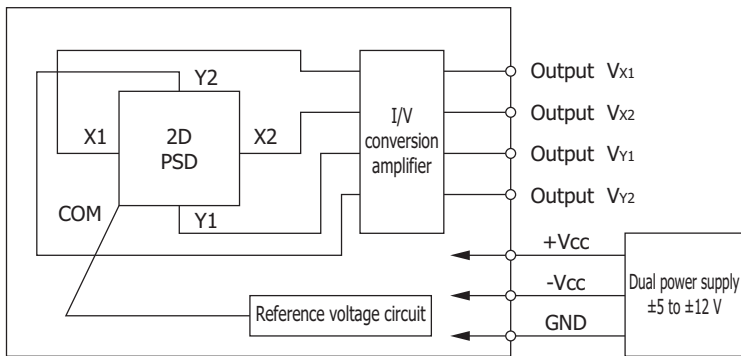 Y2
X1
2D
PSD
X2
COM
Y1
I/V
conversion
amplifier
Output VX1
Output VX2
Output VY1
Output VY2
+Vcc
-Vcc
GND
Dual power supply
±5 to ±12 V
Reference voltage circuit